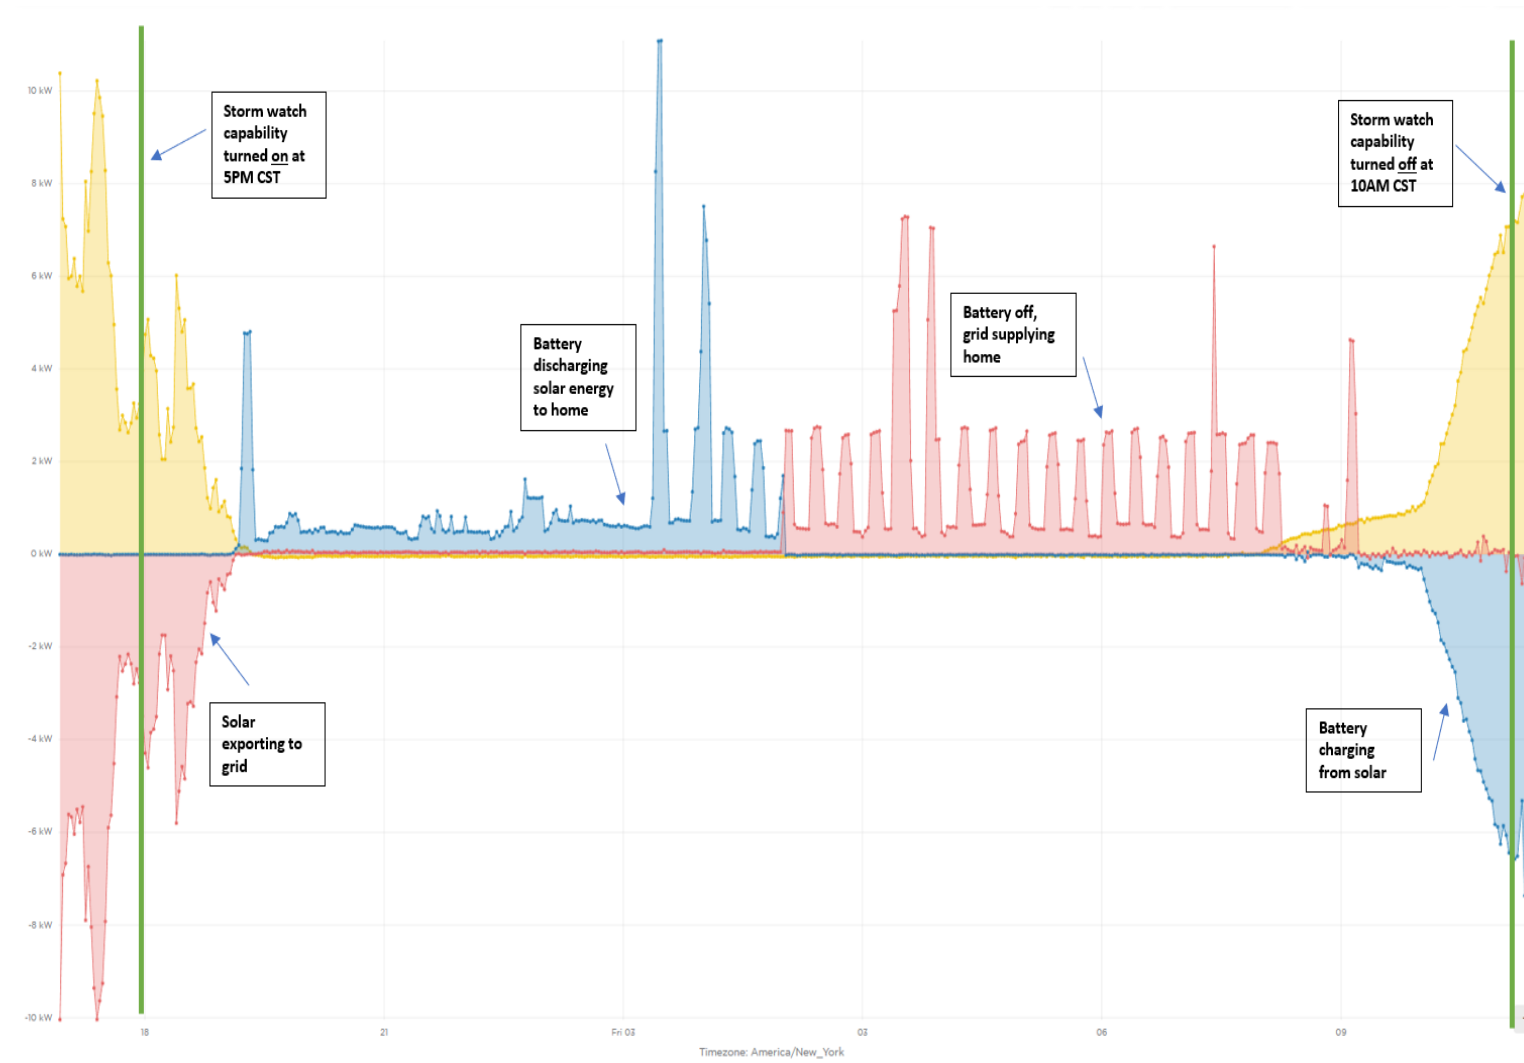 10 kW
8 kW
6 kW
4 kW
2 kW
0 kW
-2 kW
-4 kW
-6 kW
-8 kW
-10 kW
Storm watch
capability
turned on at
5PM CST
Solar
exporting to
grid
Battery
discharging
solar energy
to home
Battery off,
grid supplying
home
Storm watch
capability
turned off at
10AM CST
Battery
charging
from solar
18
21
Fri 03
03
06
09
Timezone: America/New_York